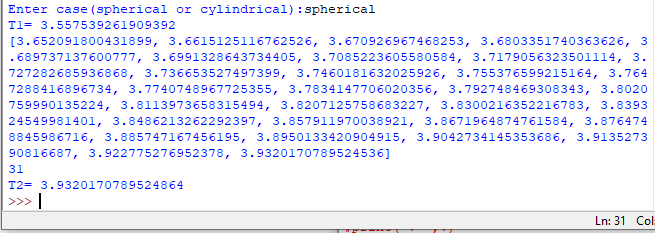 Enter case(spherical or cylindrical):spherical
T1= 3.557539261909392
[3.652091800431899, 3.6615125116762526, 3.670926967468253, 3.6803351740363626, 3
.689737137600777, 3.6991328643734405, 3.7085223605580584, 3.7179056323501114, 3.
727282685936868, 3.736653527497399, 3.7460181632025926, 3.755376599215164, 3.764
7288416896734, 3.7740748967725355, 3.7834147706020356, 3.792748469308343, 3.8020
759990135224, 3.8113973658315494, 3.8207125758683227, 3.8300216352216783, 3.8393
24549981401, 3.8486213262292397, 3.857911970038921, 3.8671964874761584, 3.876474
8845986716, 3.885747167456195, 3.8950133420904915, 3.9042734145353686, 3.9135273
90816687, 3.922775276952378, 3.9320170789524536]
31
T2= 3.9320170789524864
>>>
Ln: 31 Col: